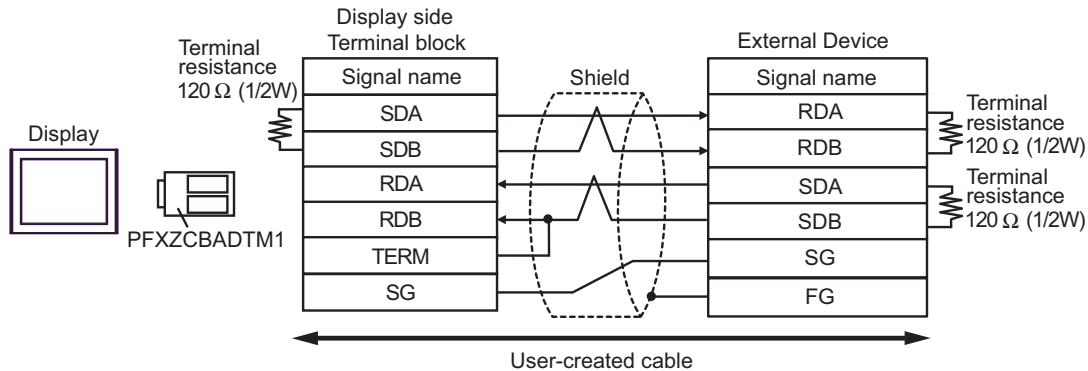 Display side
Terminal block
Terminal
resistance
120 Ω (1/2W)
Signal name
SDA
SDB
RDA
RDB
TERM
SG
Shield
External Device
Signal name
RDA
RDB
SDA
SDB
SG
FG
Terminal
resistance
120 Ω (1/2W)
Terminal
resistance
120 Ω (1/2W)
Display
PFXZCBADTM1
User-created cable